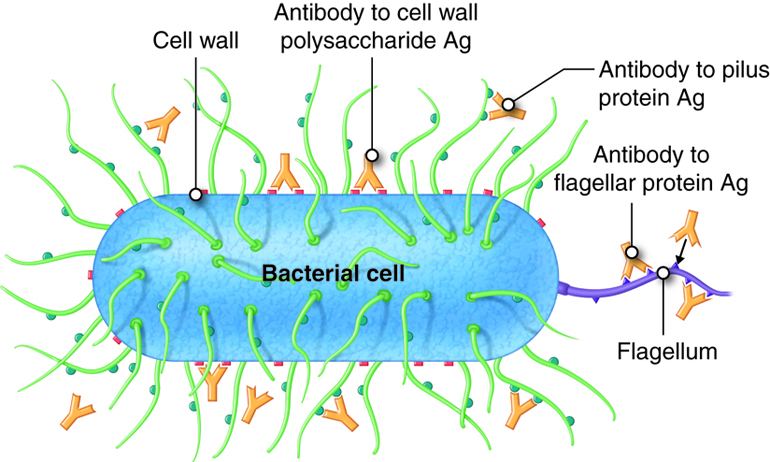 Antibody to cell wall
polysaccharide Ag
Cell wall
Antibody to pilus
protein Ag
Antibody to
flagellar protein Ag
Bacterial cell
Flagellum